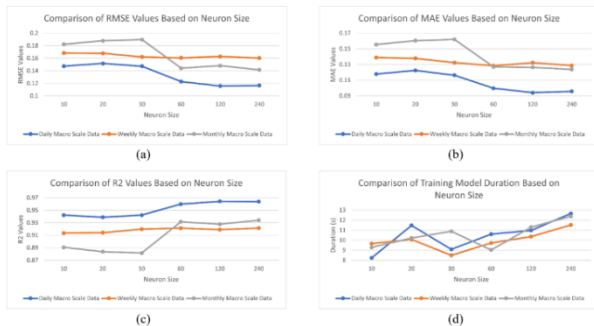 Comparison of RMSE Values Based on Neuron Size
RMSE Values
0.2
0.18
0.16
0.14
0.12
0.1
10 20 30 60 120 240
Neuron Size
Daily Macro Scale Data Weekly Macro Scale Data Monthly Macro Scale Data
(a)
Comparison of MAE Values Based on Neuron Size
MAE Values
0.17
0.15
0.13
0.11
0.09
10 20 30 60 120 240
Neuron Size
Daily Macro Scale Data Weekly Macro Scale Data Monthly Macro Scale Data
(b)
Comparison of R2 Values Based on Neuron Size
R2 Values
0.97
0.95
0.93
0.91
0.89
0.87
10 20 30 60 120 240
Neuron Size
Daily Macro Scale Data Weekly Macro Scale Data Monthly Macro Scale Data
(c)
Comparison of Training Model Duration Based on
Neuron Size
Duration (s)
13
12
11
10
9
8
10 20 30 60 120 240
Neuron Size
Daily Macro Scale Data Weekly Macro Scale Data Monthly Macro Scale Data
(d)